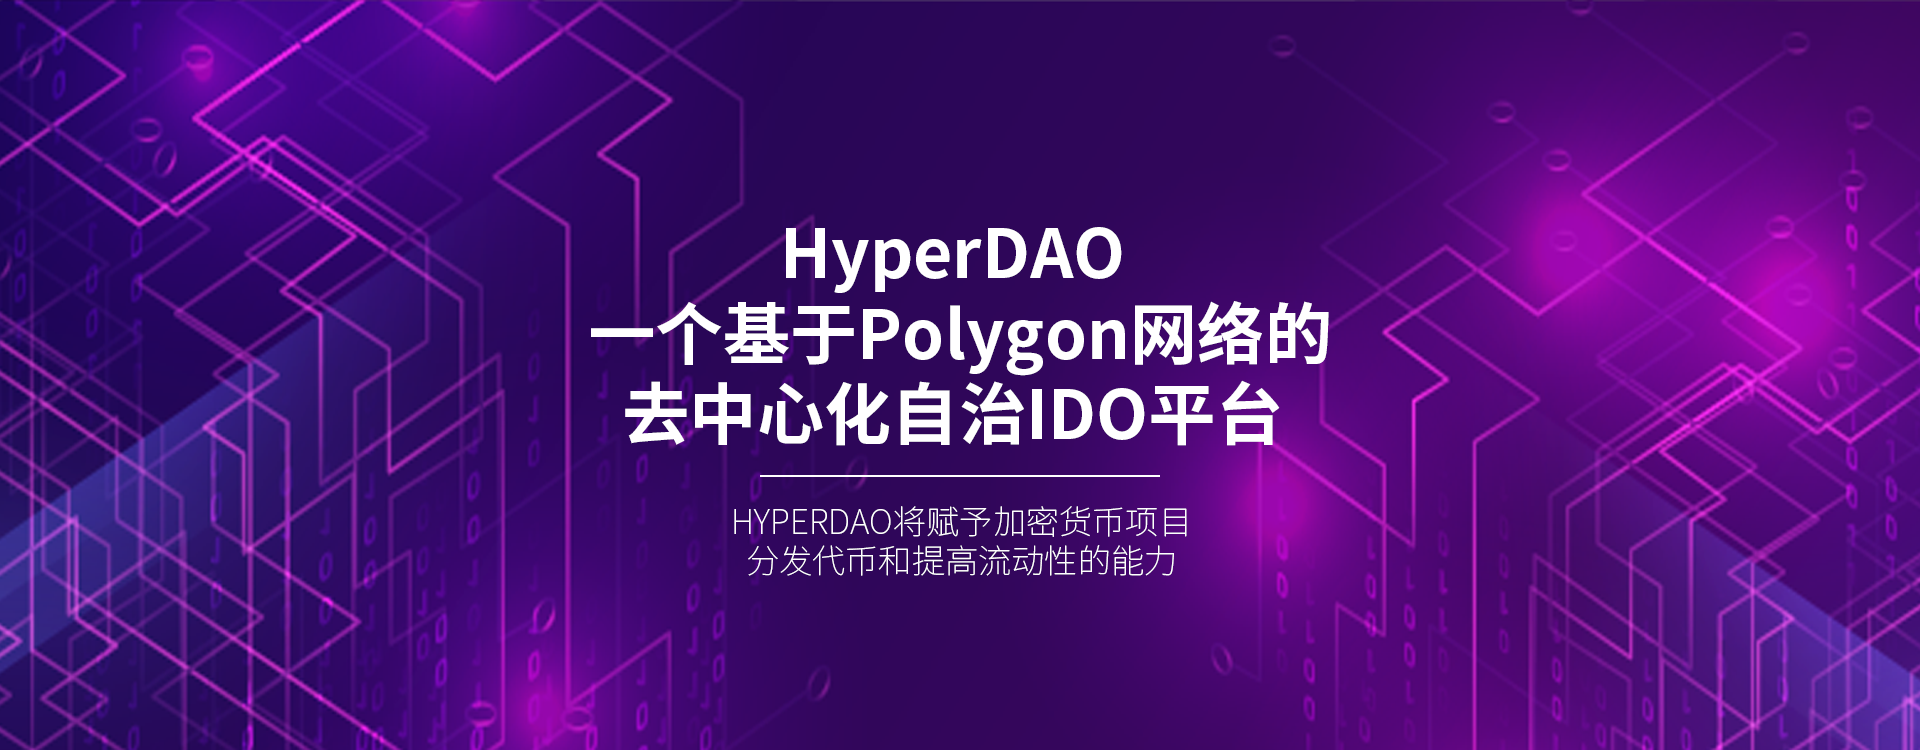 HyperDAO
一个基于Polygon网络的
去中心化自治IDO平台
HYPERDAO将赋予加密货币项目
分发代币和提高流动性的能力